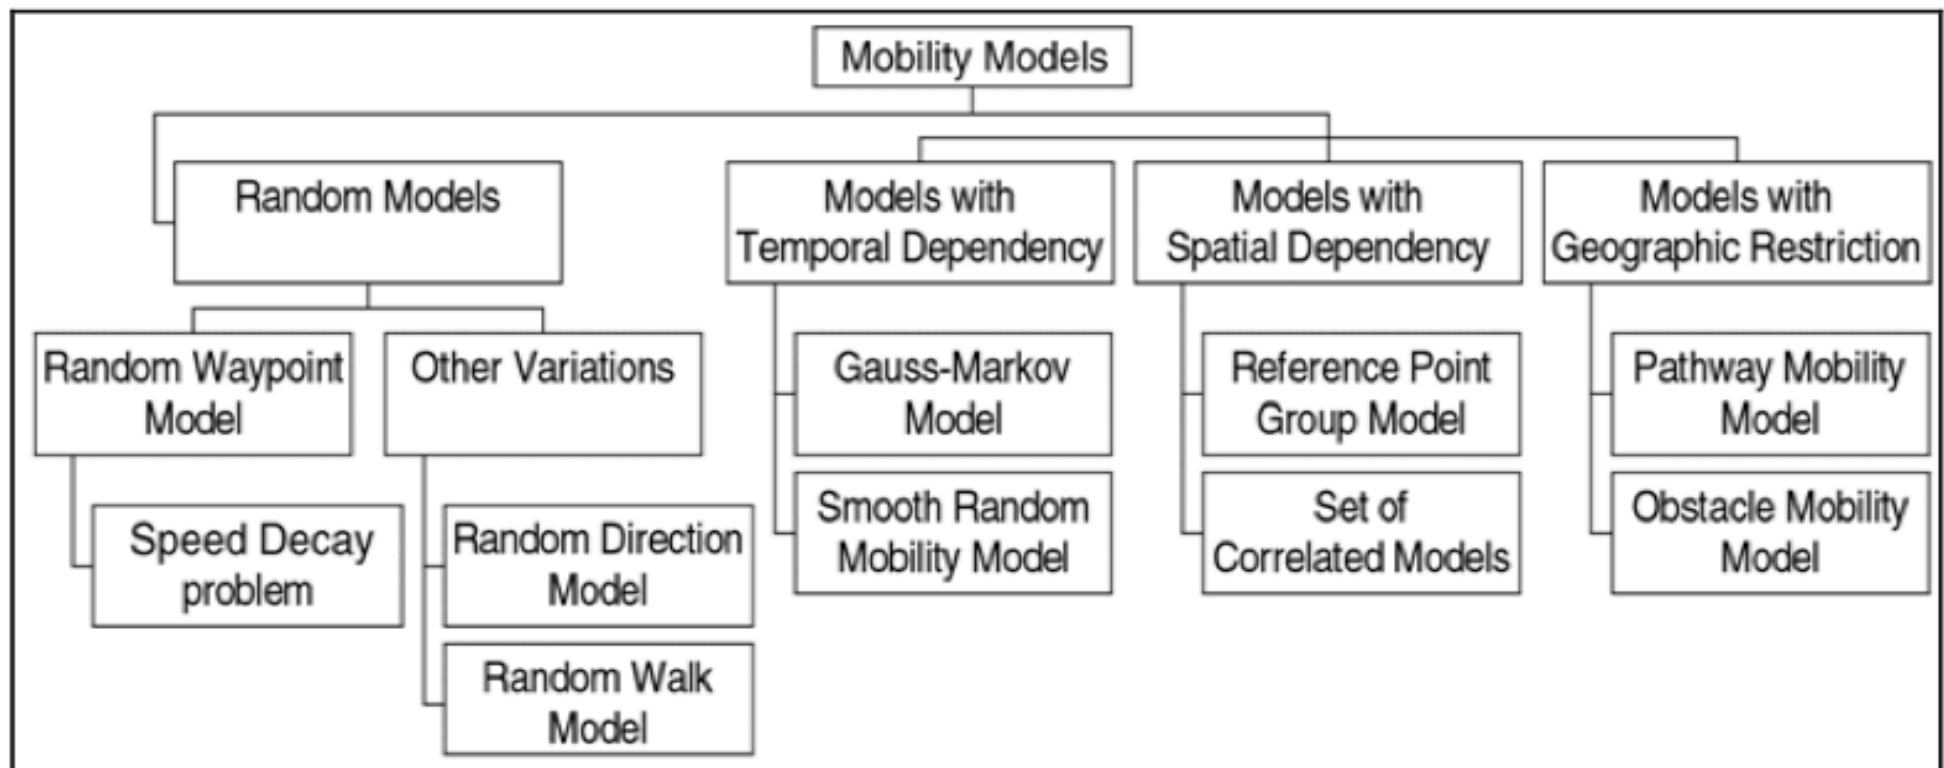 Mobility Models
Random Models
Models with
Temporal Dependency
Models with
Spatial Dependency
Models with
Geographic Restriction
Random Waypoint
Model
Other Variations
Gauss-Markov
Model
Reference Point
Group Model
Pathway Mobility
Model
Speed Decay
problem
Random Direction
Model
Smooth Random
Mobility Model
Set of
Correlated Models
Obstacle Mobility
Model
Random Walk
Model